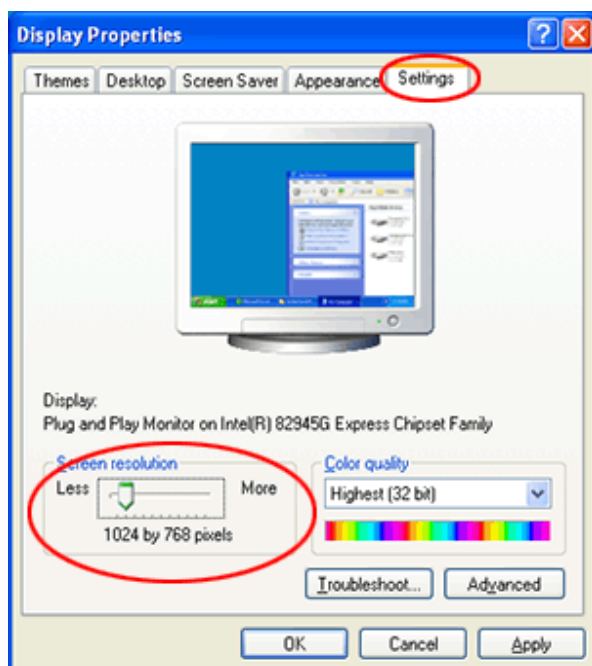 Display Properties
Themes Desktop Screen Saver Appearance Settings
Display:
Plug and Play Monitor on Intel(R) 82945G Express Chipset Family
Screen resolution
Less More
1024 by 768 pixels
Color quality
Highest (32 bit)
Troubleshoot... Advanced
OK Cancel Apply